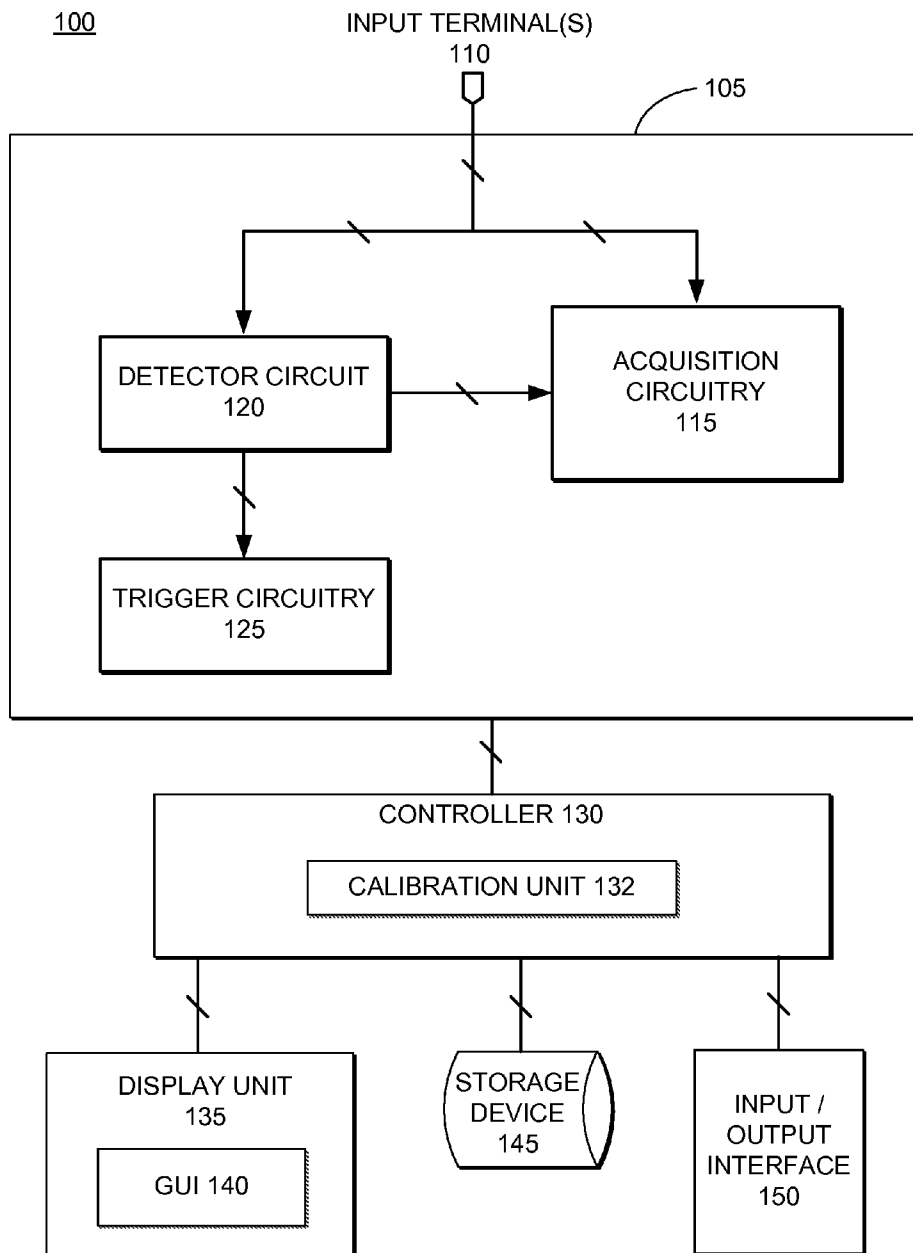 100
INPUT TERMINAL(S)
110
105
DETECTOR CIRCUIT
120
ACQUISITION
CIRCUITRY
115
TRIGGER CIRCUITRY
125
CONTROLLER 130
CALIBRATION UNIT 132
DISPLAY UNIT
135
GUI 140
STORAGE
DEVICE
145
INPUT /
OUTPUT
INTERFACE
150